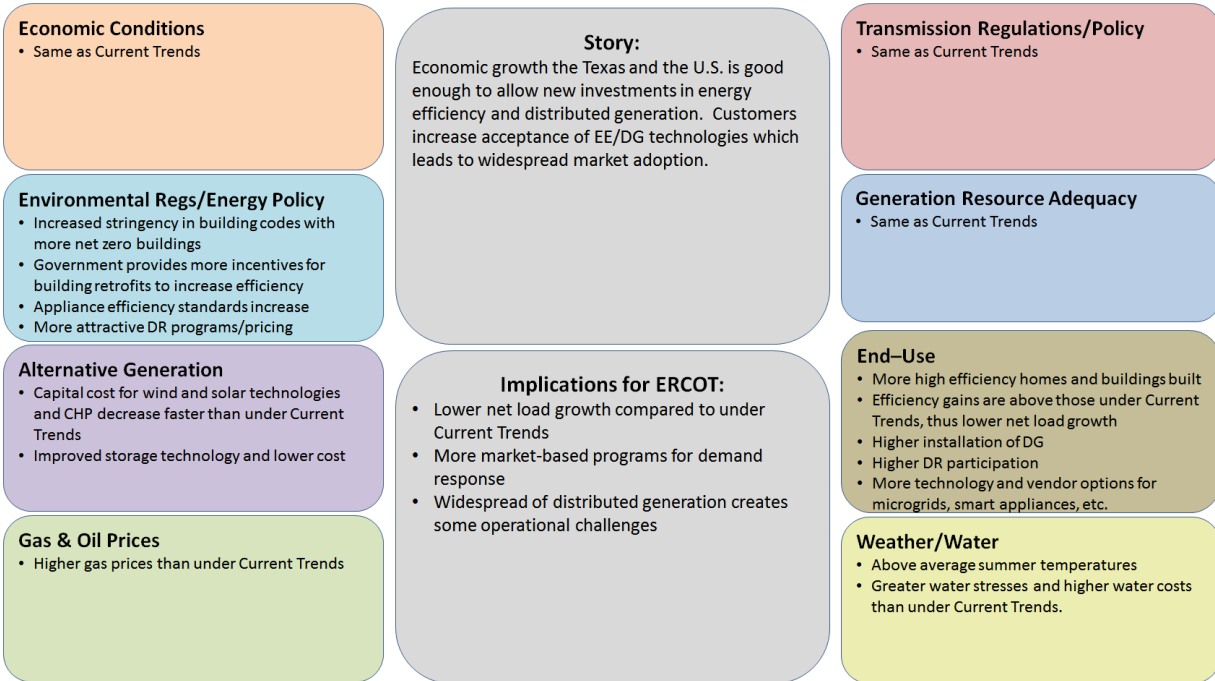 Economic Conditions
• Same as Current Trends
Environmental Regs/Energy Policy
• Increased stringency in building codes with
more net zero buildings
• Government provides more incentives for
building retrofits to increase efficiency
• Appliance efficiency standards increase
• More attractive DR programs/pricing
Alternative Generation
• Capital cost for wind and solar technologies
and CHP decrease faster than under Current
Trends
• Improved storage technology and lower cost
Gas & Oil Prices
• Higher gas prices than under Current Trends
Story:
Economic growth the Texas and the U.S. is good
enough to allow new investments in energy
efficiency and distributed generation. Customers
increase acceptance of EE/DG technologies which
leads to widespread market adoption.
Implications for ERCOT:
• Lower net load growth compared to under
Current Trends
• More market-based programs for demand
response
• Widespread of distributed generation creates
some operational challenges
Transmission Regulations/Policy
• Same as Current Trends
Generation Resource Adequacy
• Same as Current Trends
End–Use
• More high efficiency homes and buildings built
• Efficiency gains are above those under Current
Trends, thus lower net load growth
• Higher installation of DG
• Higher DR participation
• More technology and vendor options for
microgrids, smart appliances, etc.
Weather/Water
• Above average summer temperatures
• Greater water stresses and higher water costs
than under Current Trends.